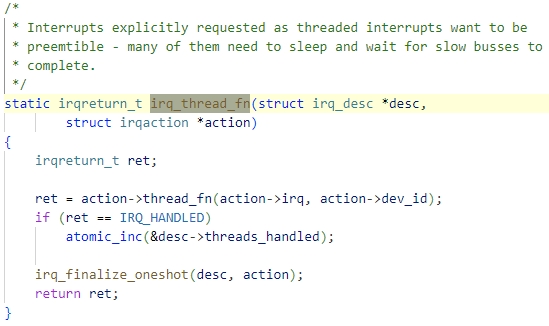 /*
 * Interrupts explicitly requested as threaded interrupts want to be
 * preemtible - many of them need to sleep and wait for slow busses to
 * complete.
 */
static irqreturn_t irq_thread_fn(struct irq_desc *desc,
        struct irqaction *action)
{
    irqreturn_t ret;

    ret = action->thread_fn(action->irq, action->dev_id);
    if (ret == IRQ_HANDLED)
        atomic_inc(&desc->threads_handled);

    irq_finalize_oneshot(desc, action);
    return ret;
}